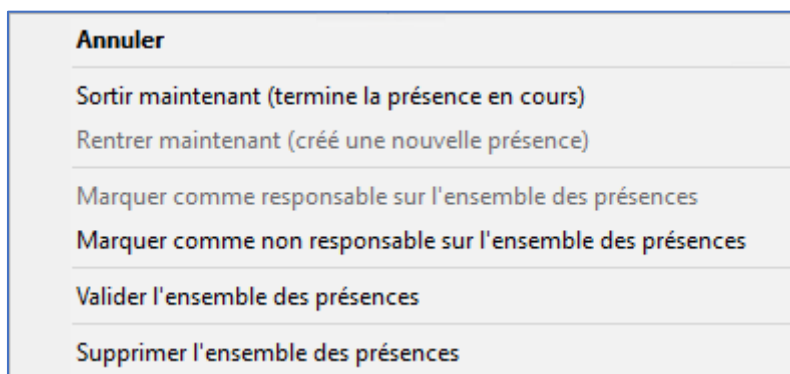 Annuler
Sortir maintenant (termine la présence en cours)
Rentrer maintenant (créé une nouvelle présence)
Marquer comme responsable sur l'ensemble des présences
Marquer comme non responsable sur l'ensemble des présences
Valider l'ensemble des présences
Supprimer l'ensemble des présences